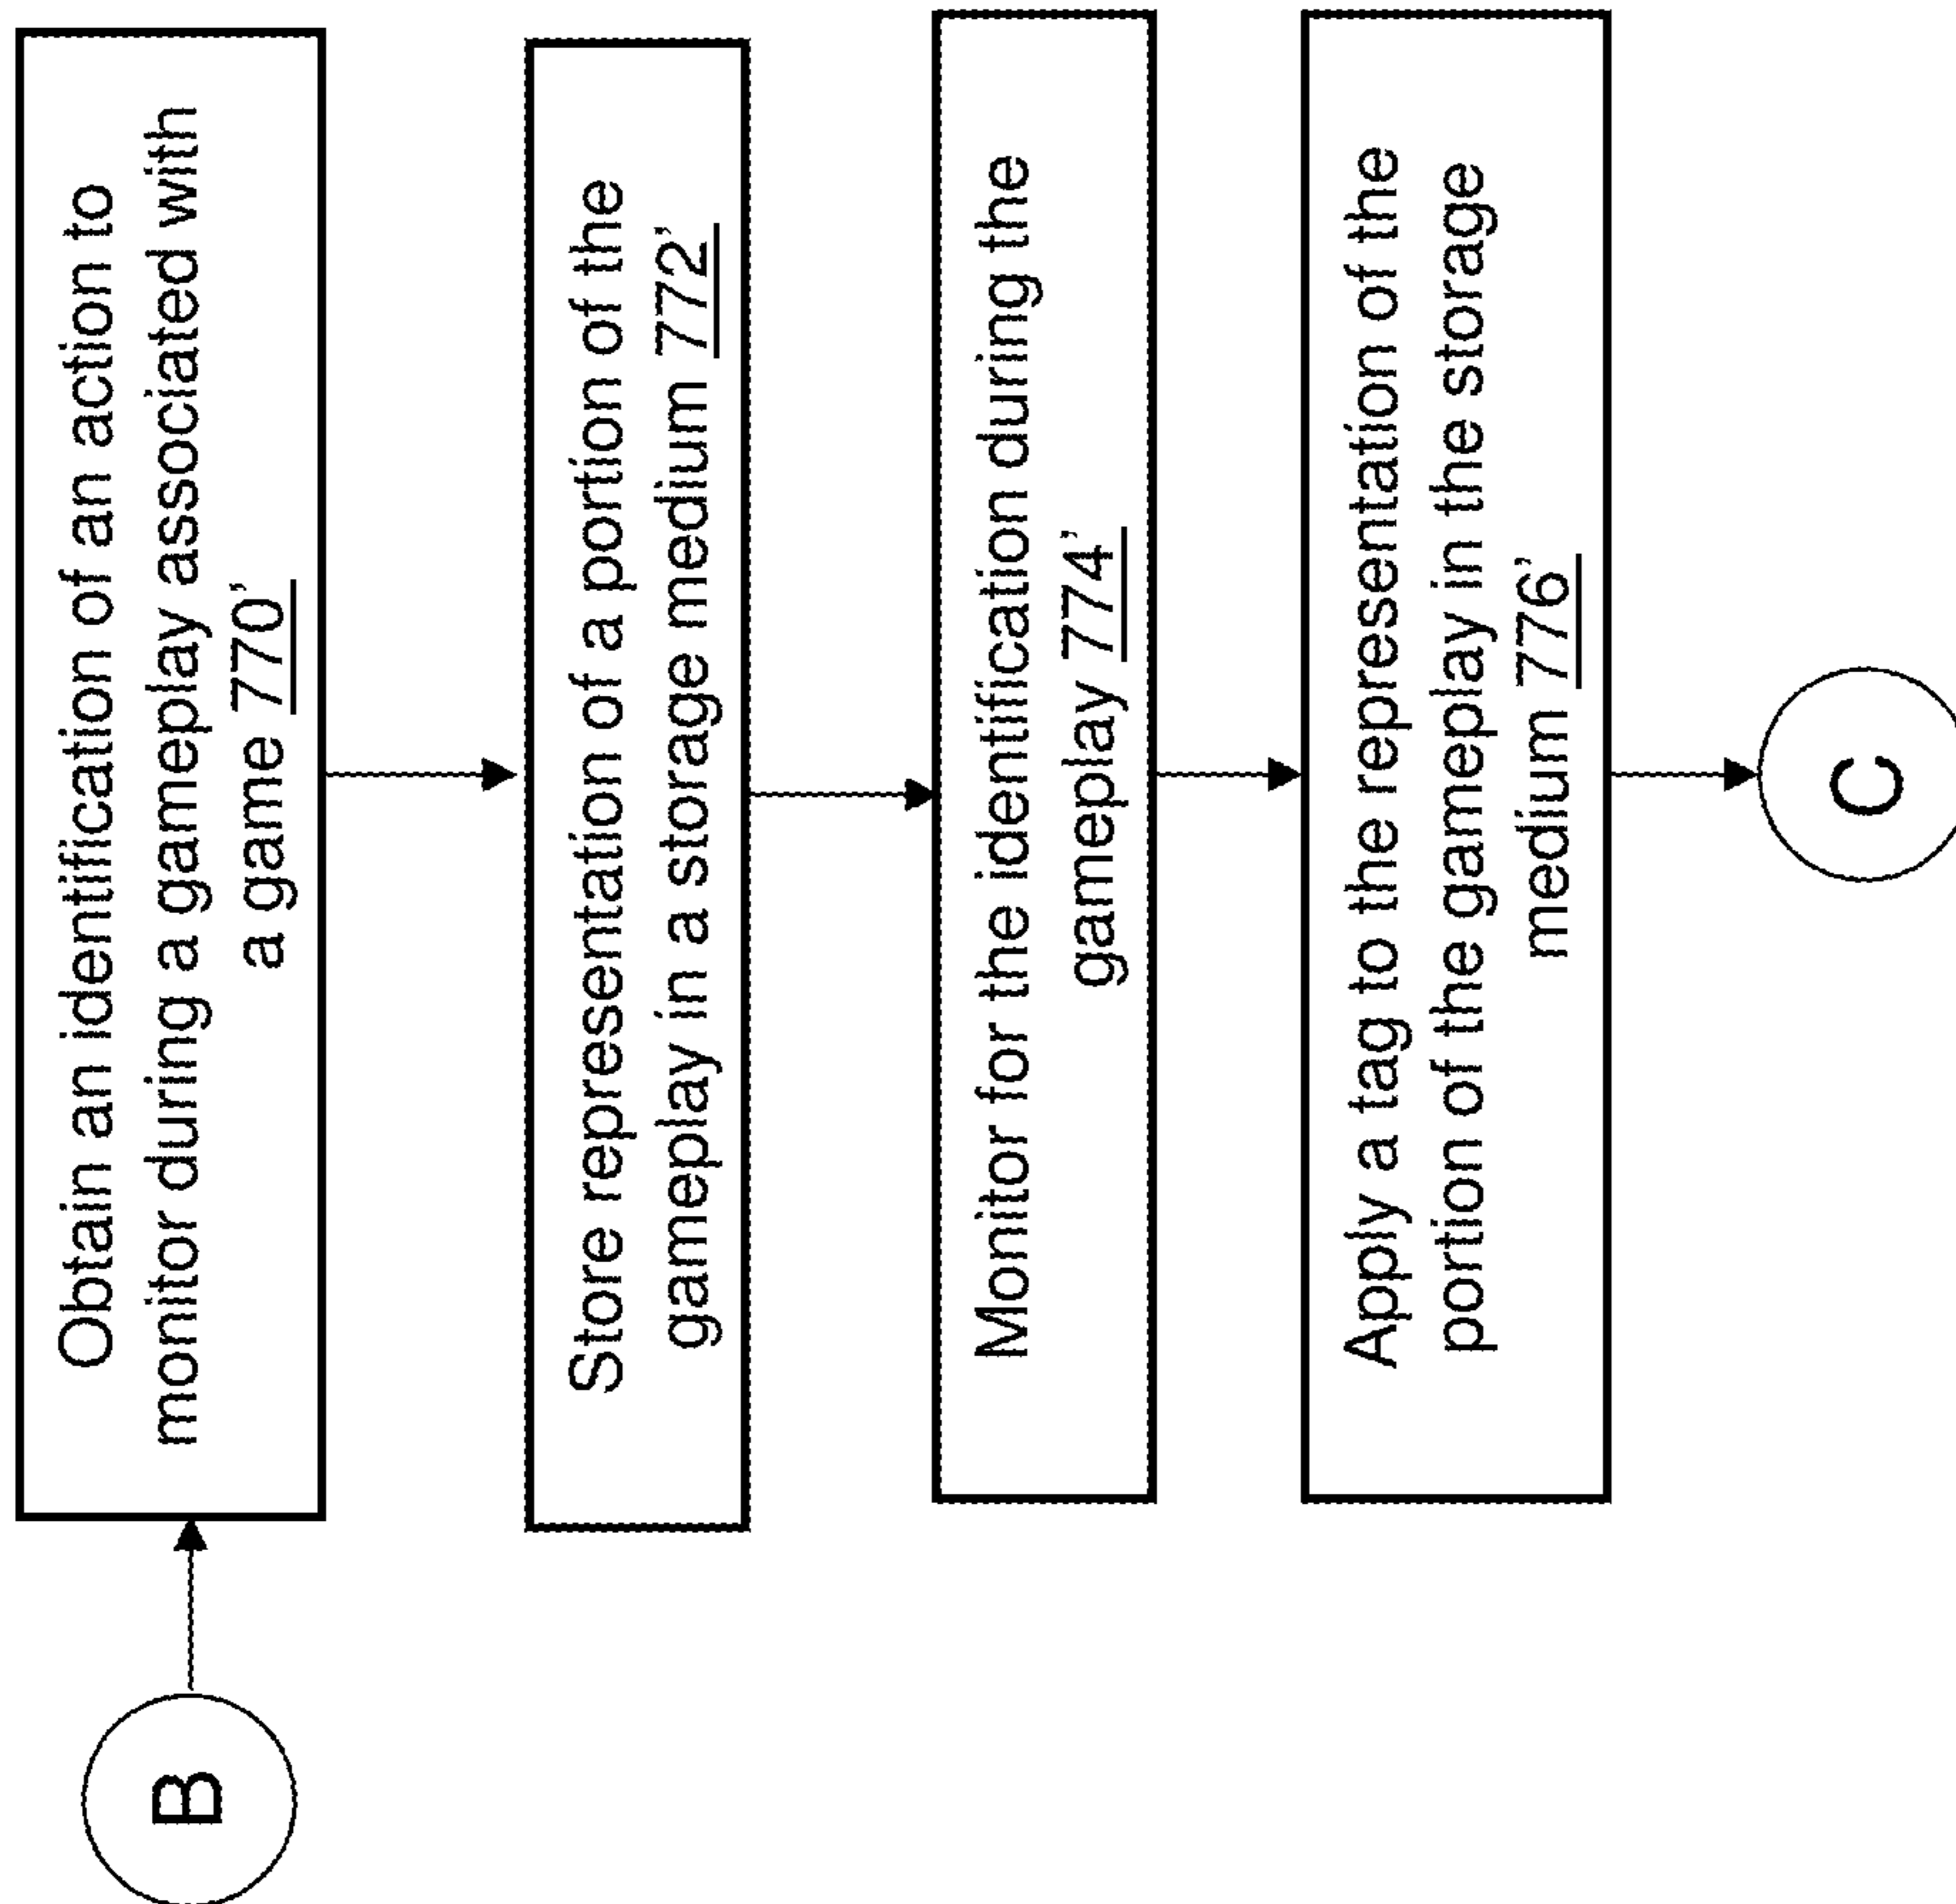 B
Obtain an identification of an action to
monitor during a gameplay associated with
a game 770'
Store representation of a portion of the
gameplay in a storage medium 772'
Monitor for the identification during the
gameplay 774'
Apply a tag to the representation of the
portion of the gameplay in the storage
medium 776'
C